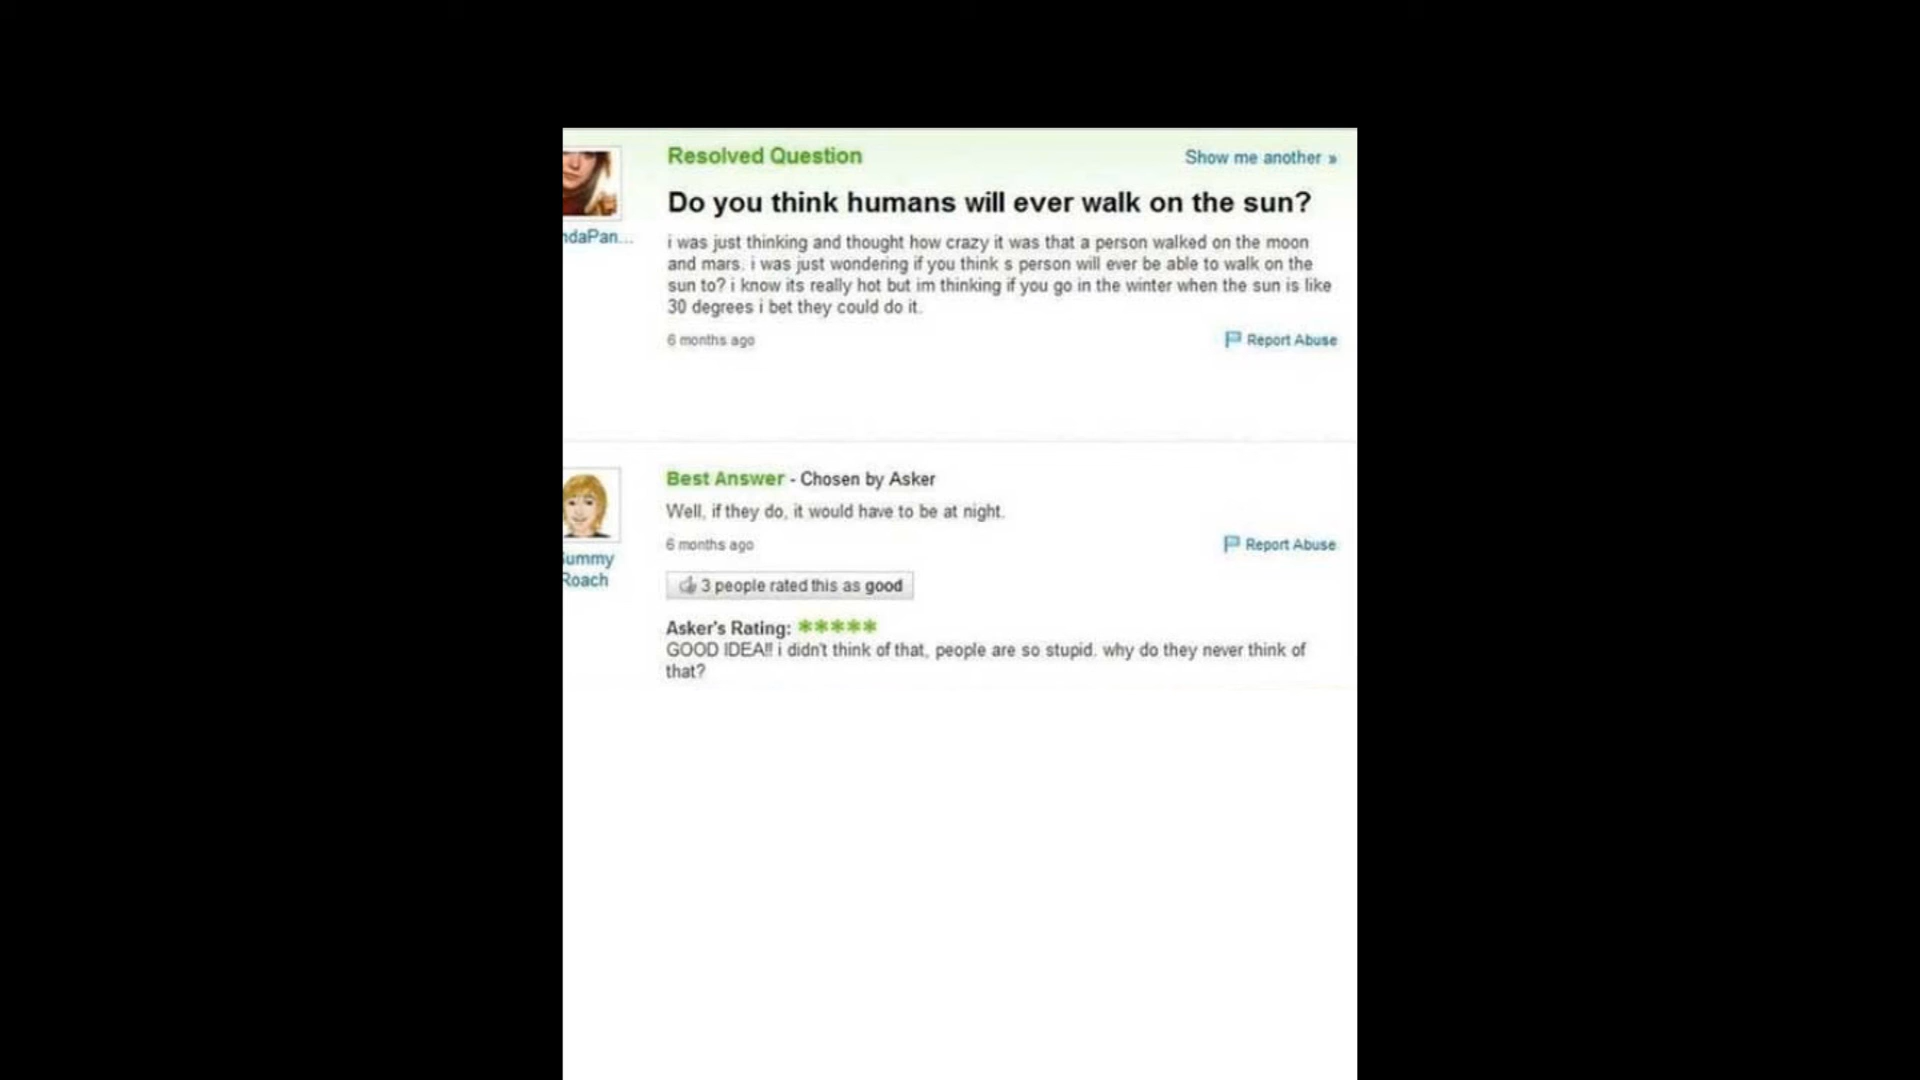 Resolved Question
Show me another »
Do you think humans will ever walk on the sun?
ndaPan...
i was just thinking and thought how crazy it was that a person walked on the moon
and mars. i was just wondering if you think s person will ever be able to walk on the
sun to? i know its really hot but im thinking if you go in the winter when the sun is like
30 degrees i bet they could do it.
6 months ago
Report Abuse
Best Answer - Chosen by Asker
Well, if they do, it would have to be at night.
6 months ago
Report Abuse
ummy
Roach
3 people rated this as good
Asker's Rating: *****
GOOD IDEA!! i didn't think of that, people are so stupid. why do they never think of
that?